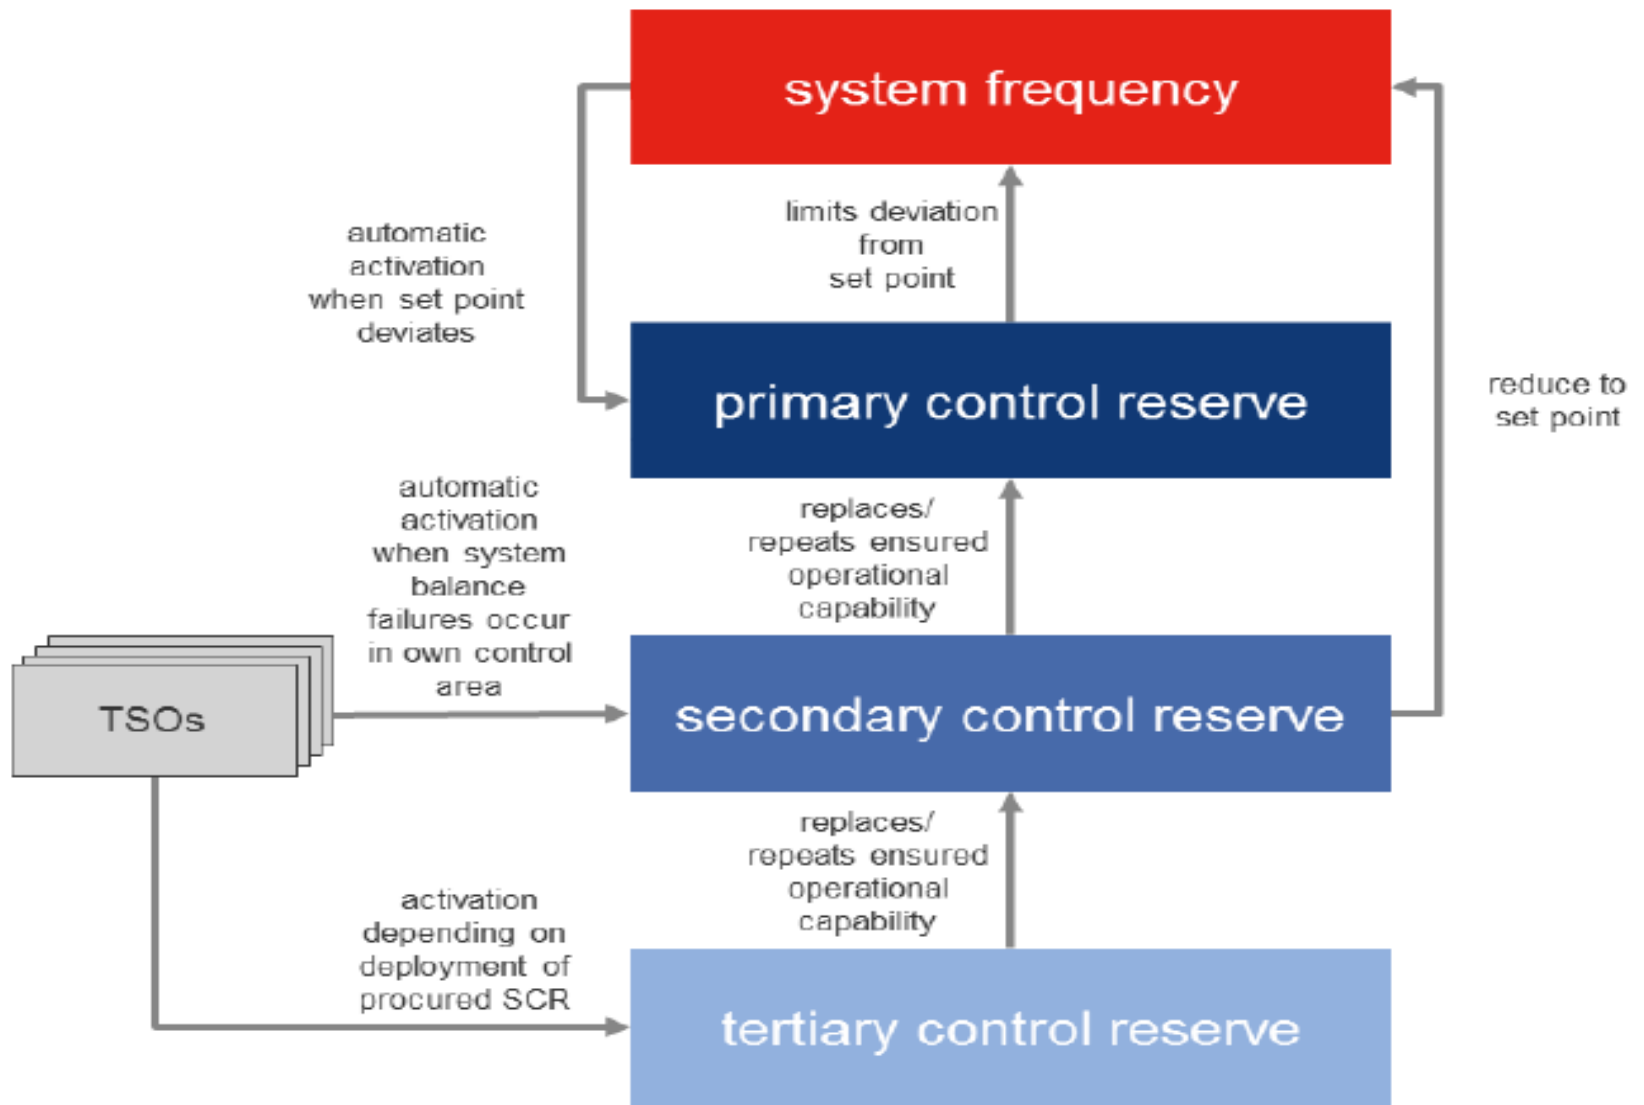 system frequency
limits deviation
from
set point
automatic
activation
when set point
deviates
primary control reserve
reduce to
set point
automatic
activation
when system
balance
failures occur
in own control
area
replaces/
repeats ensured
operational
capability
TSOs
secondary control reserve
replaces/
repeats ensured
operational
capability
activation
depending on
deployment of
procured SCR
tertiary control reserve